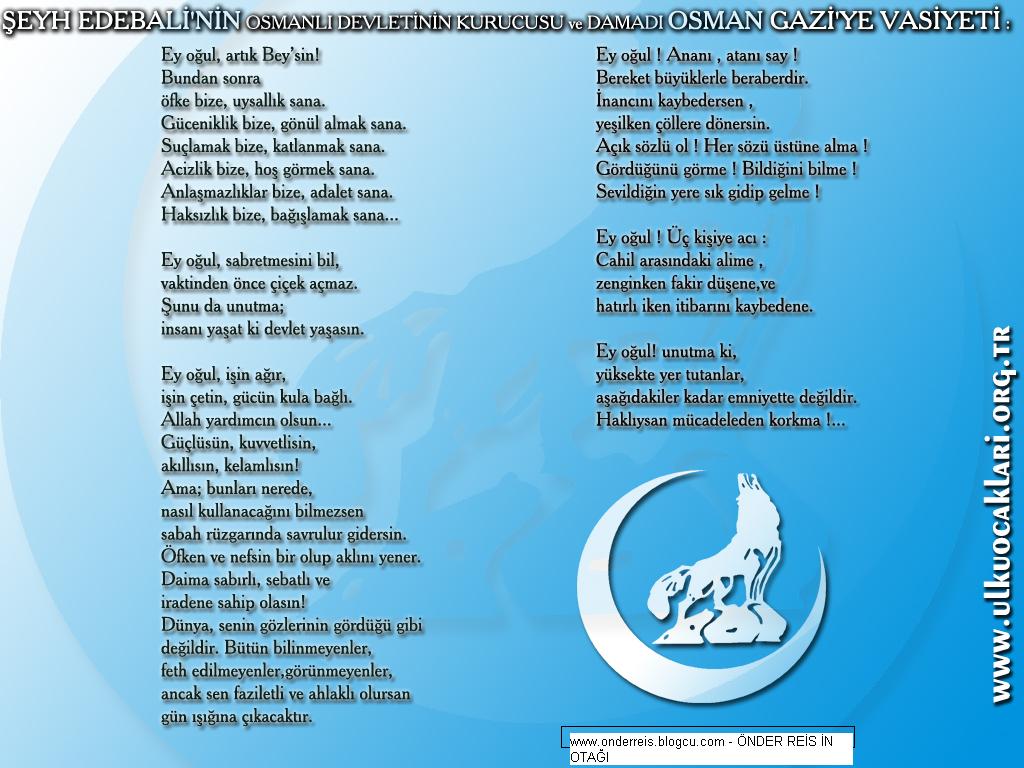 ŞEYH EDEBALİ'NİN OSMANLI DEVLETİNİN KURUCUSU ve DAMADI OSMAN GAZİ'YE VASİYETİ :
Ey oğul, artık Bey'sin!
Bundan sonra
öfke bize, uysallık sana.
Güceniklik bize, gönül almak sana.
Suçlamak bize, katlanmak sana.
Acizlik bize, hoş görmek sana.
Anlaşmazlıklar bize, adalet sana.
Haksızlık bize, bağışlamak sana...
Ey oğul, sabretmesini bil,
vaktinden önce çiçek açmaz.
Şunu da unutma;
insanı yaşat ki devlet yaşasın.
Ey oğul, işin ağır,
işin çetin, gücün kula bağlı.
Allah yardımcın olsun...
Güçlüsün, kuvvetlisin,
akıllısın, kelamlısın!
Ama; bunları nerede,
nasıl kullanacağını bilmezsen
sabah rüzgarında savrulur gidersin.
Öfken ve nefsin bir olup aklını yener.
Daima sabırlı, sebatlı ve
iradene sahip olasın!
Dünya, senin gözlerinin gördüğü gibi
değildir. Bütün bilinmeyenler,
feth edilmeyenler,görünmeyenler,
ancak sen faziletli ve ahlaklı olursan
gün ışığına çıkacaktır.
Ey oğul ! Ananı , atanı say !
Bereket büyüklerle beraberdir.
İnancını kaybedersen ,
yeşilken çöllere dönersin.
Açık sözlü ol ! Her sözü üstüne alma !
Gördüğünü görme ! Bildiğini bilme !
Sevildiğin yere sık gidip gelme !
Ey oğul ! Üç kişiye acı :
Cahil arasındaki alime ,
zenginken fakir düşene,ve
hatırlı iken itibarını kaybedene.
Ey oğul! unutma ki,
yüksekte yer tutanlar,
aşağıdakiler kadar emniyette değildir.
Haklıysan mücadeleden korkma !...
www.ulkuocaklari.org.tr
www.onderreis.blogcu.com - ÖNDER REİS İN
OTAĞI